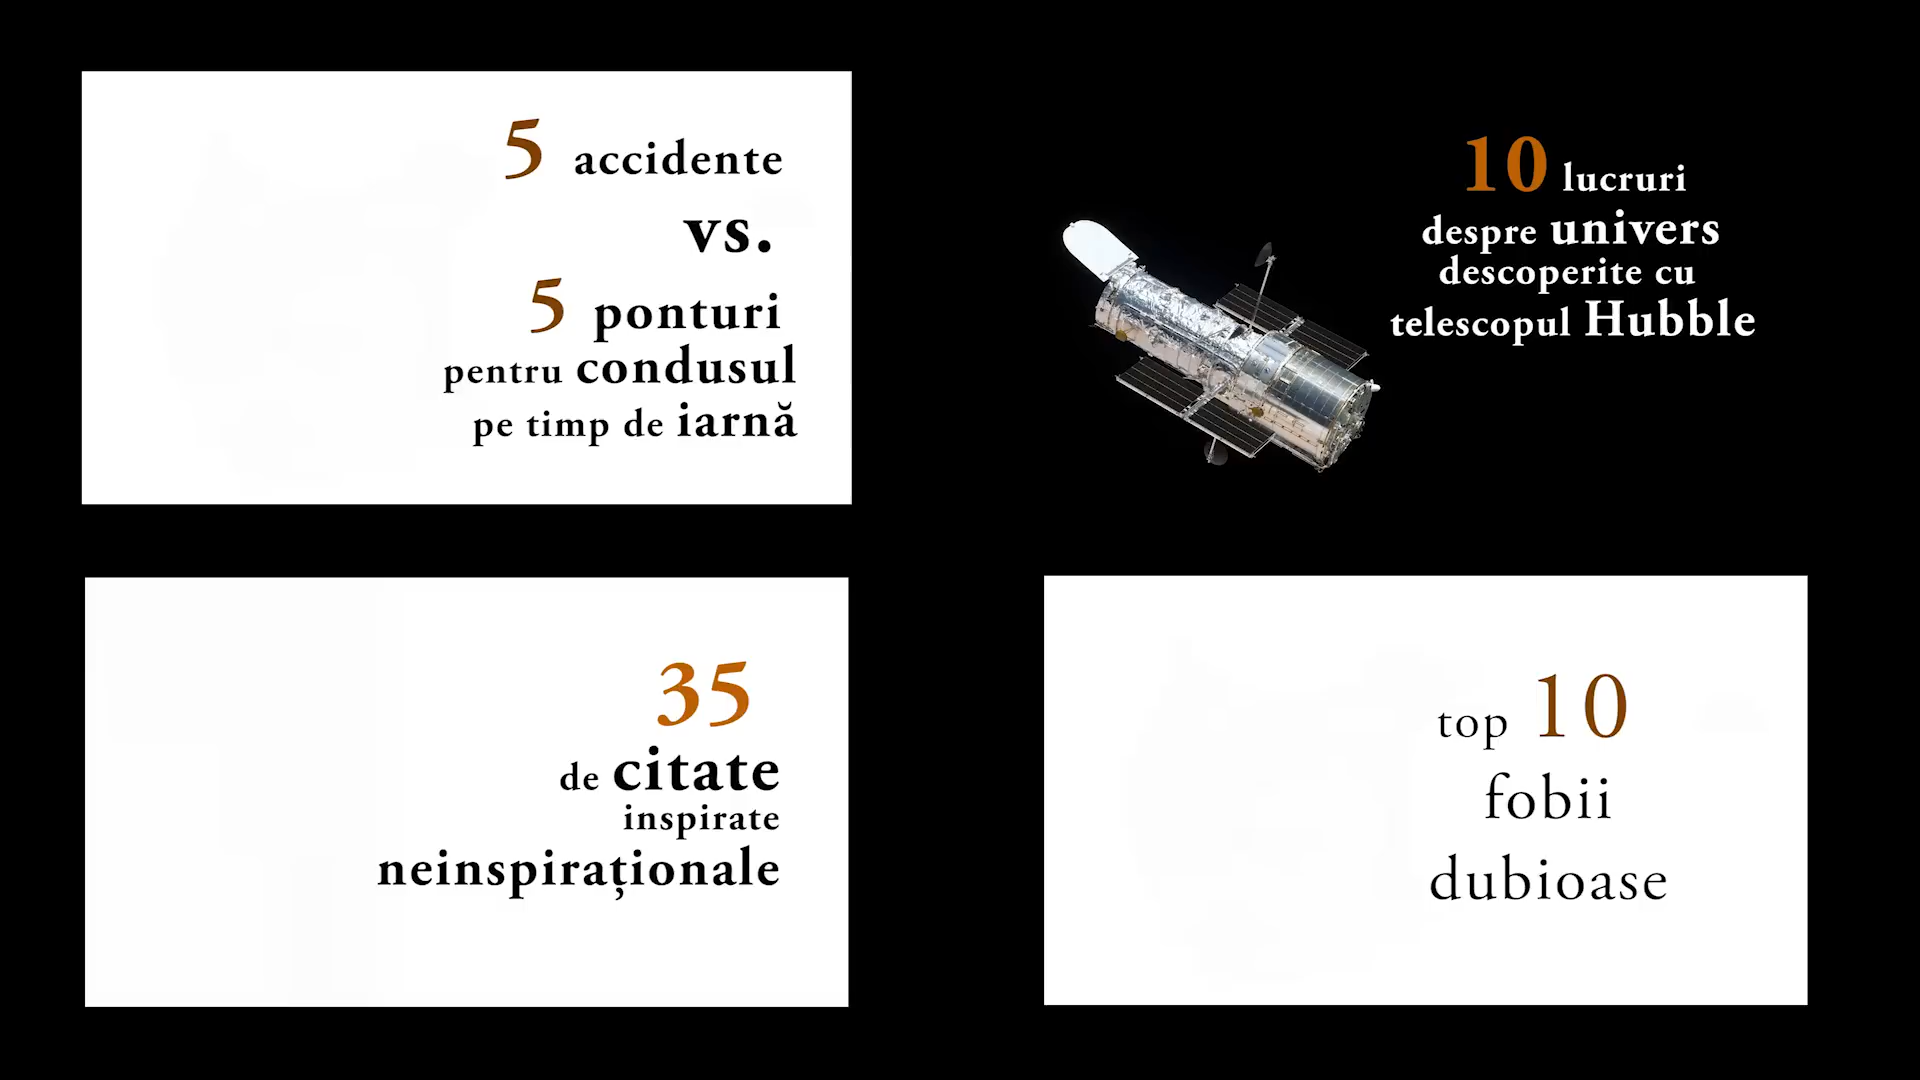 5 accidente
vs.
5 ponturi
pentru condusul
pe timp de iarnă
10 lucruri
despre univers
descoperite cu
telescopul Hubble
35
de citate
inspirate
neinspiraționale
top 10
fobii
dubioase